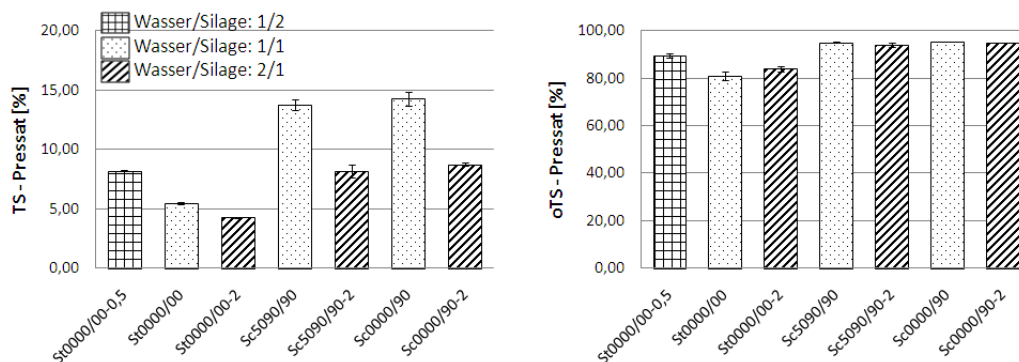 TS - Pressat [%]
20,00
15,00
10,00
5,00
0,00
Wasser/Silage: 1/2
Wasser/Silage: 1/1
Wasser/Silage: 2/1
St0000/00-0,5
St0000/00
St0000/00-2
Sc5090/90
Sc5090/90-2
Sc0000/90
Sc0000/90-2
oTS - Pressat [%]
100,00
80,00
60,00
40,00
20,00
0,00
St0000/00-0,5
St0000/00
St0000/00-2
Sc5090/90
Sc5090/90-2
Sc0000/90
Sc0000/90-2